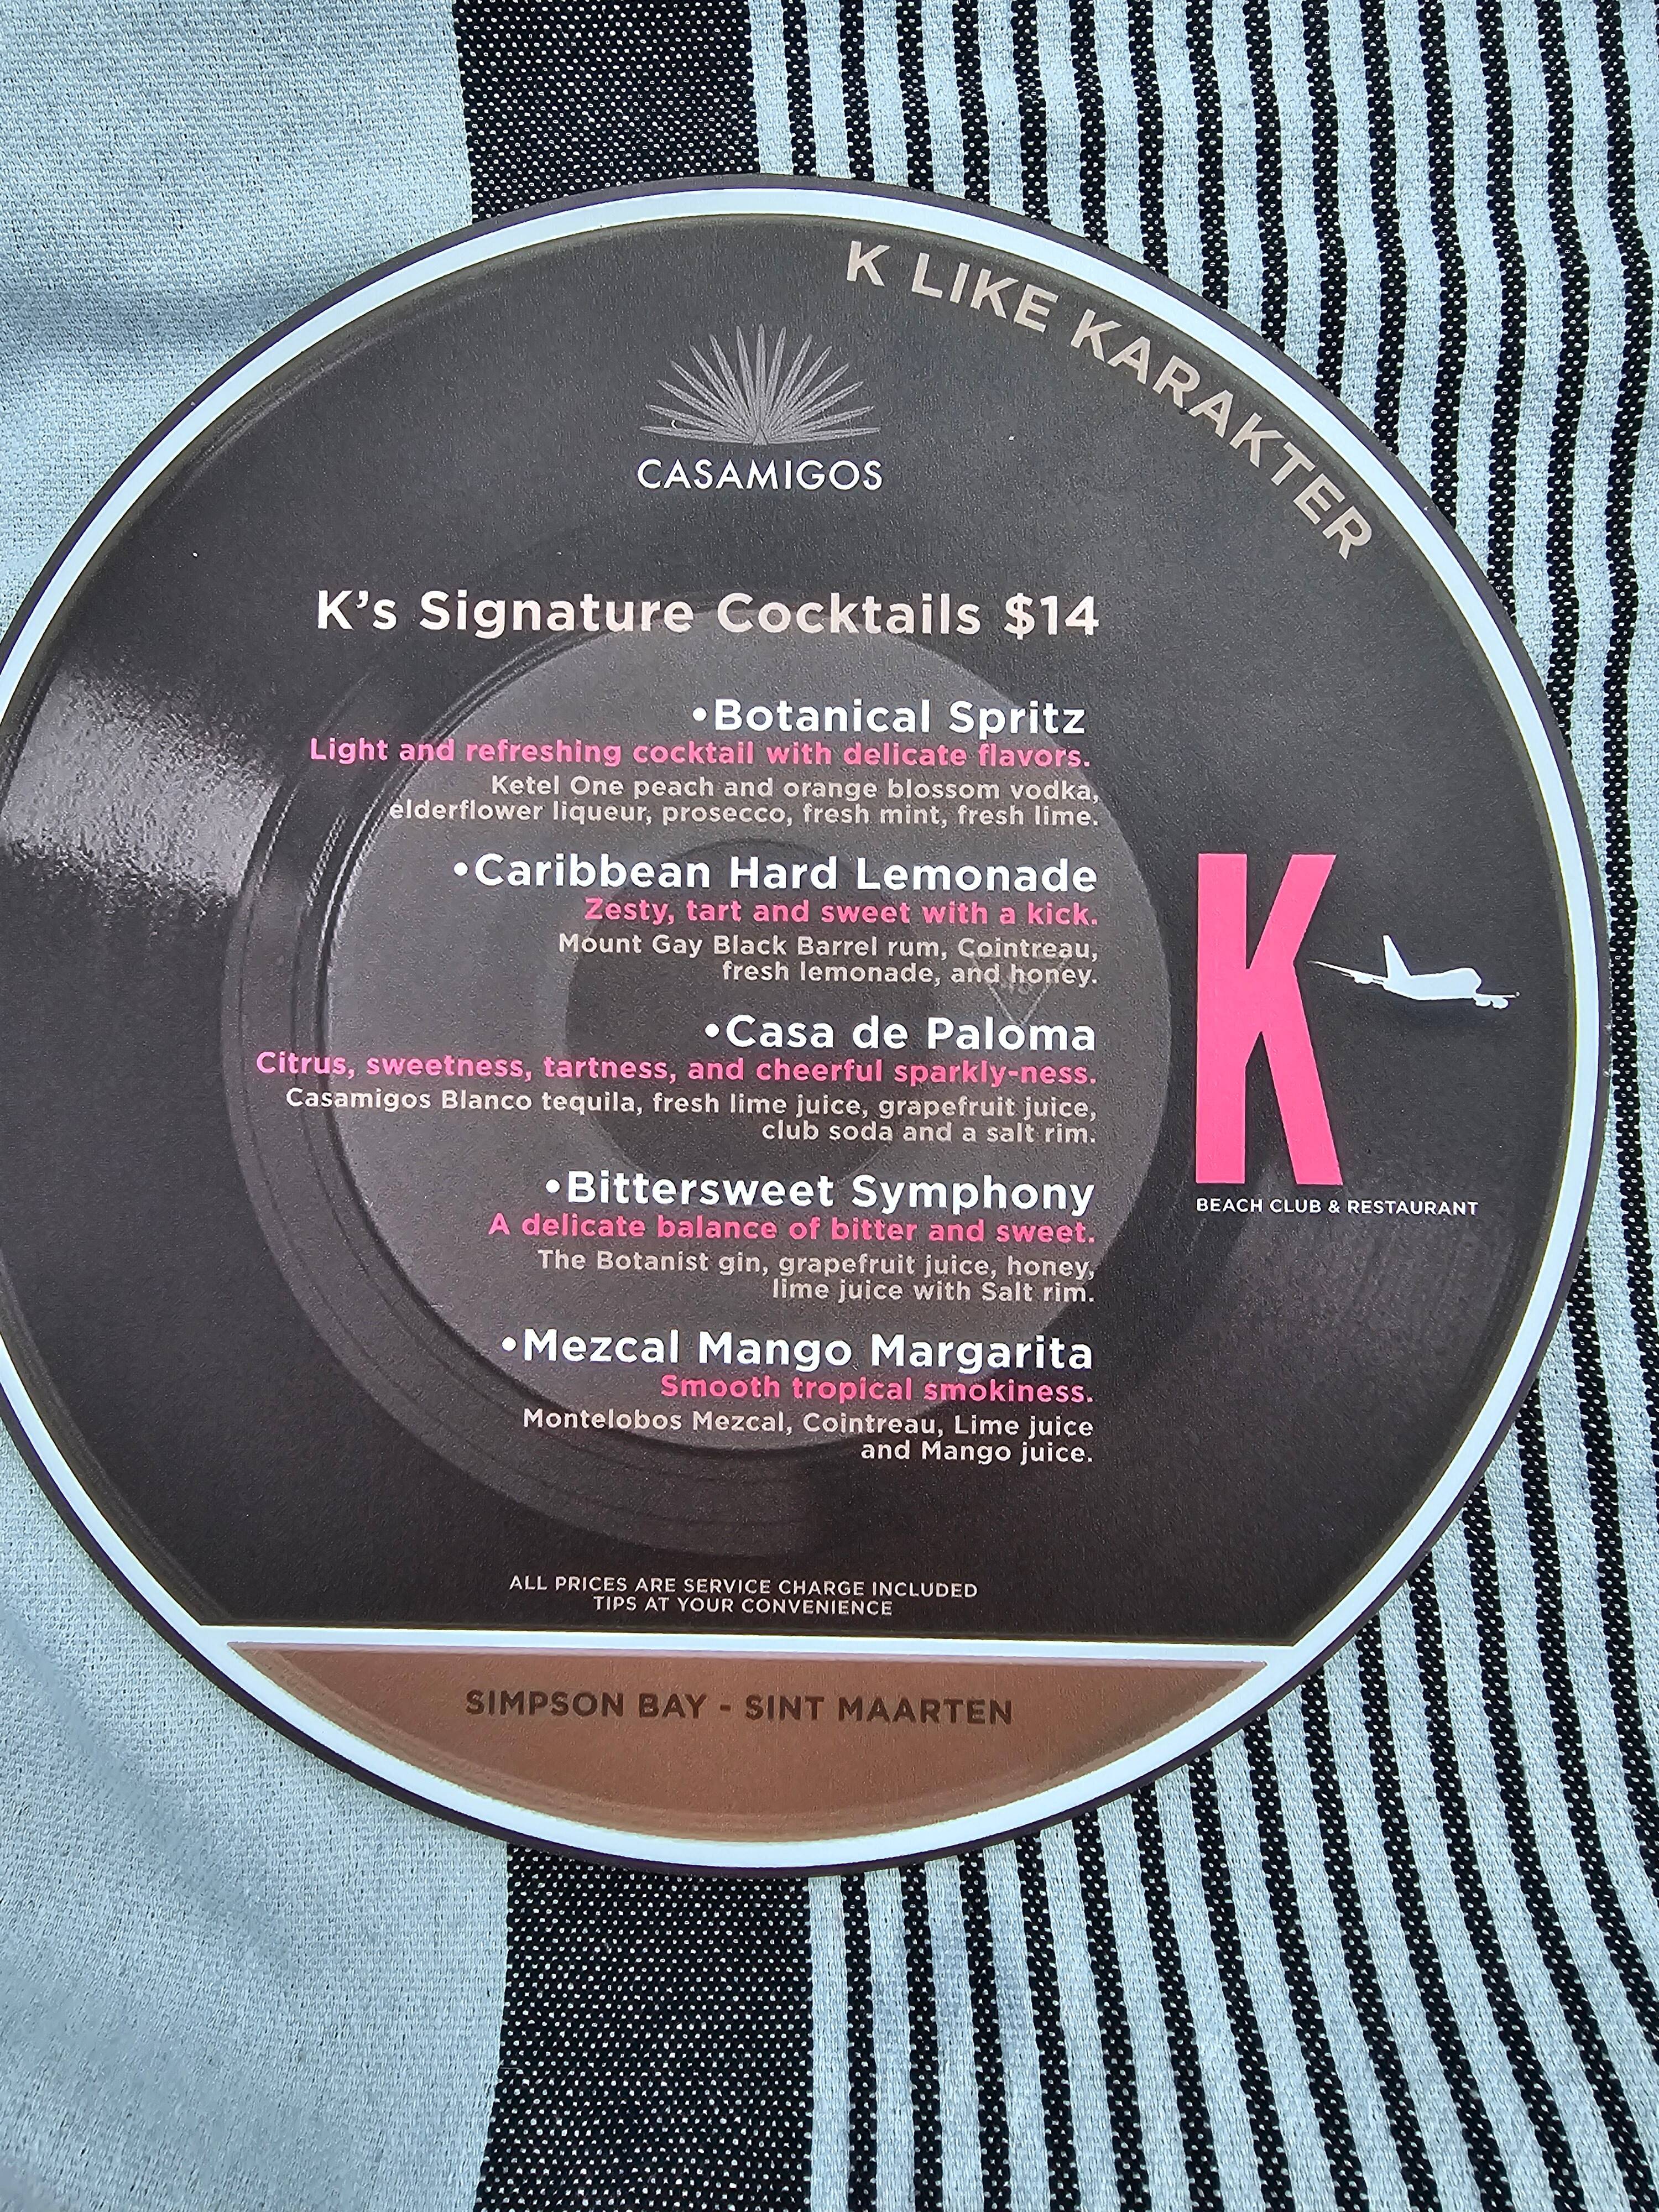 K LIKE KARAKTER
CASAMIGOS
K's Signature Cocktails $14
•Botanical Spritz
Light and refreshing cocktail with delicate flavors.
Ketel One peach and orange blossom vodka,
elderflower liqueur, prosecco, fresh mint, fresh lime.
•Caribbean Hard Lemonade
Zesty, tart and sweet with a kick.
Mount Gay Black Barrel rum, Cointreau,
fresh lemonade, and honey.
•Casa de Paloma
Citrus, sweetness, tartness, and cheerful sparkly-ness.
Casamigos Blanco tequila, fresh lime juice, grapefruit juice,
club soda and a salt rim.
•Bittersweet Symphony
A delicate balance of bitter and sweet.
The Botanist gin, grapefruit juice, honey,
lime juice with Salt rim.
•Mezcal Mango Margarita
Smooth tropical smokiness.
Montelobos Mezcal, Cointreau, Lime juice
and Mango juice.
K
BEACH CLUB & RESTAURANT
ALL PRICES ARE SERVICE CHARGE INCLUDED
TIPS AT YOUR CONVENIENCE
SIMPSON BAY - SINT MAARTEN